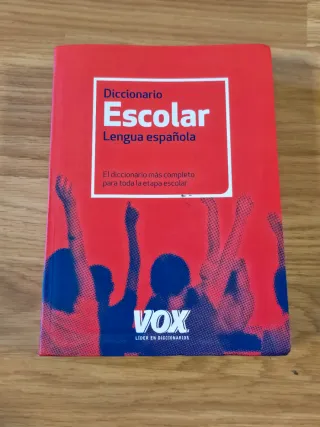 Diccionario
Escolar
Lengua española
El diccionario más completo
para toda la etapa escolar
VOX
LÍDER EN DICCIONARIOS